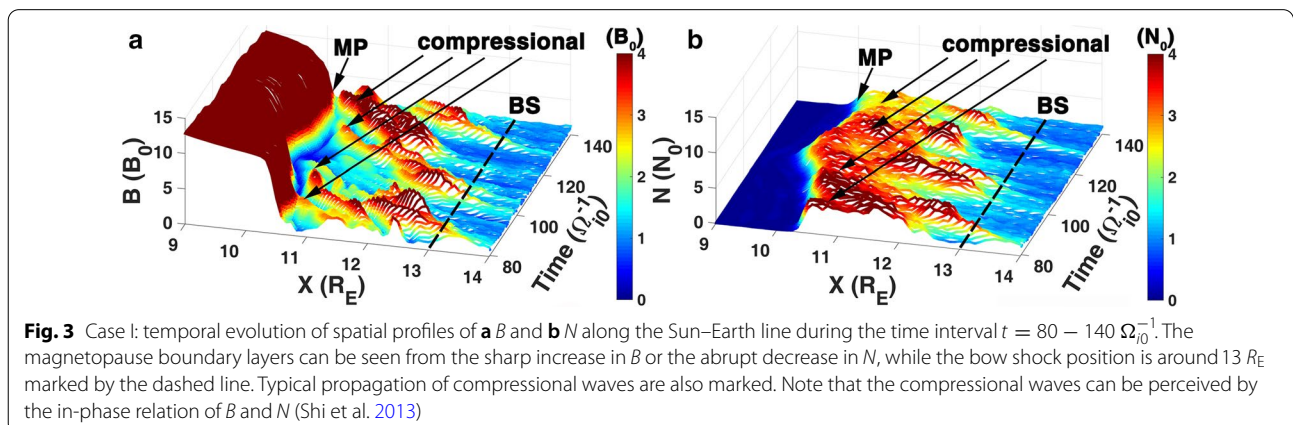 a
MP
compressional
(B₀)
4
3
2
1
0
BS
15
10
5
0
B (B₀)
9
10
11
12
13
14
X (R_E)
80
100
120
140
Time (Ω_i0^-1)
b
MP
compressional
(N₀)
4
3
2
1
0
BS
15
10
5
0
N (N₀)
9
10
11
12
13
14
X (R_E)
80
100
120
140
Time (Ω_i0^-1)
Fig. 3 Case I: temporal evolution of spatial profiles of a B and b N along the Sun–Earth line during the time interval t = 80 − 140 Ω_i0^−1. The
magnetopause boundary layers can be seen from the sharp increase in B or the abrupt decrease in N, while the bow shock position is around 13 R_E
marked by the dashed line. Typical propagation of compressional waves are also marked. Note that the compressional waves can be perceived by
the in-phase relation of B and N (Shi et al. 2013)